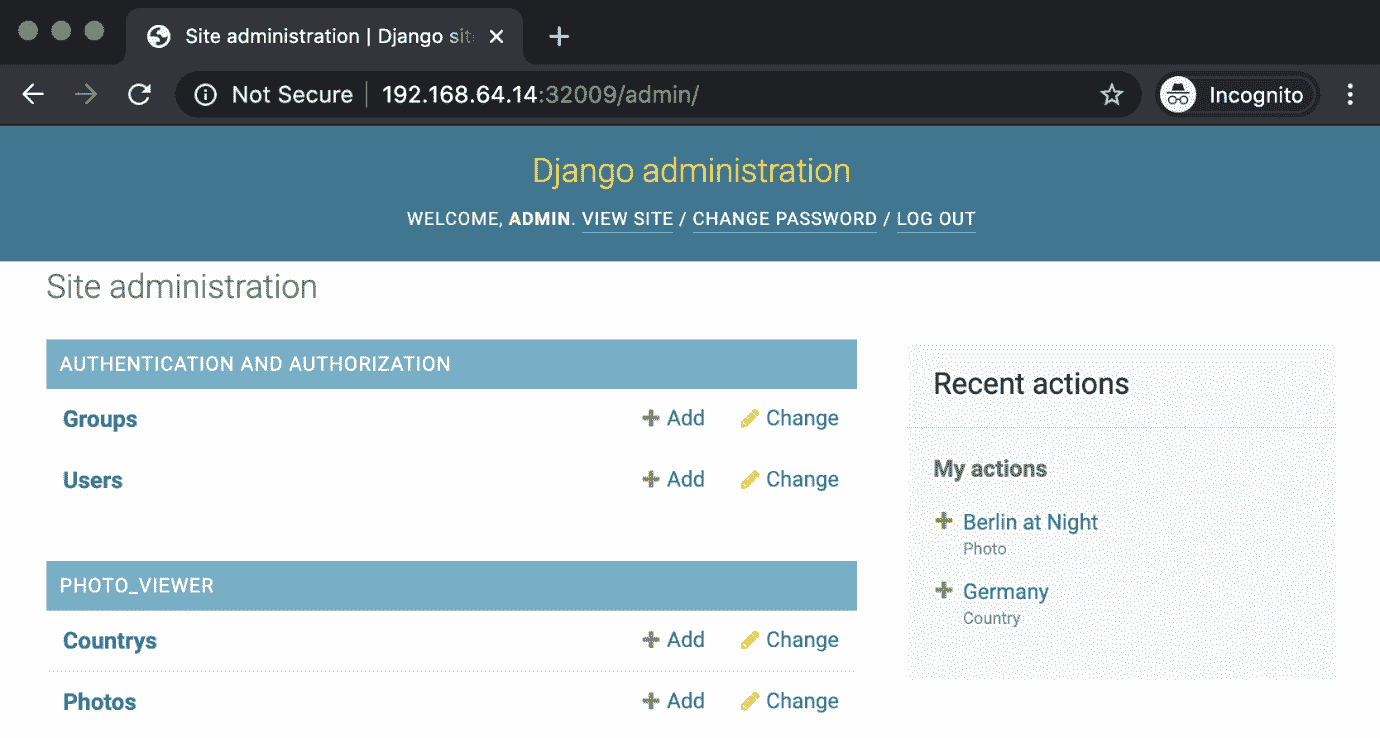 Site administration | Django sit
Not Secure | 192.168.64.14:32009/admin/
Incognito
Django administration
WELCOME, ADMIN. VIEW SITE / CHANGE PASSWORD / LOG OUT
Site administration
AUTHENTICATION AND AUTHORIZATION
Groups Add Change
Users Add Change
PHOTO_VIEWER
Countrys Add Change
Photos Add Change
Recent actions
My actions
Berlin at Night
Photo
Germany
Country